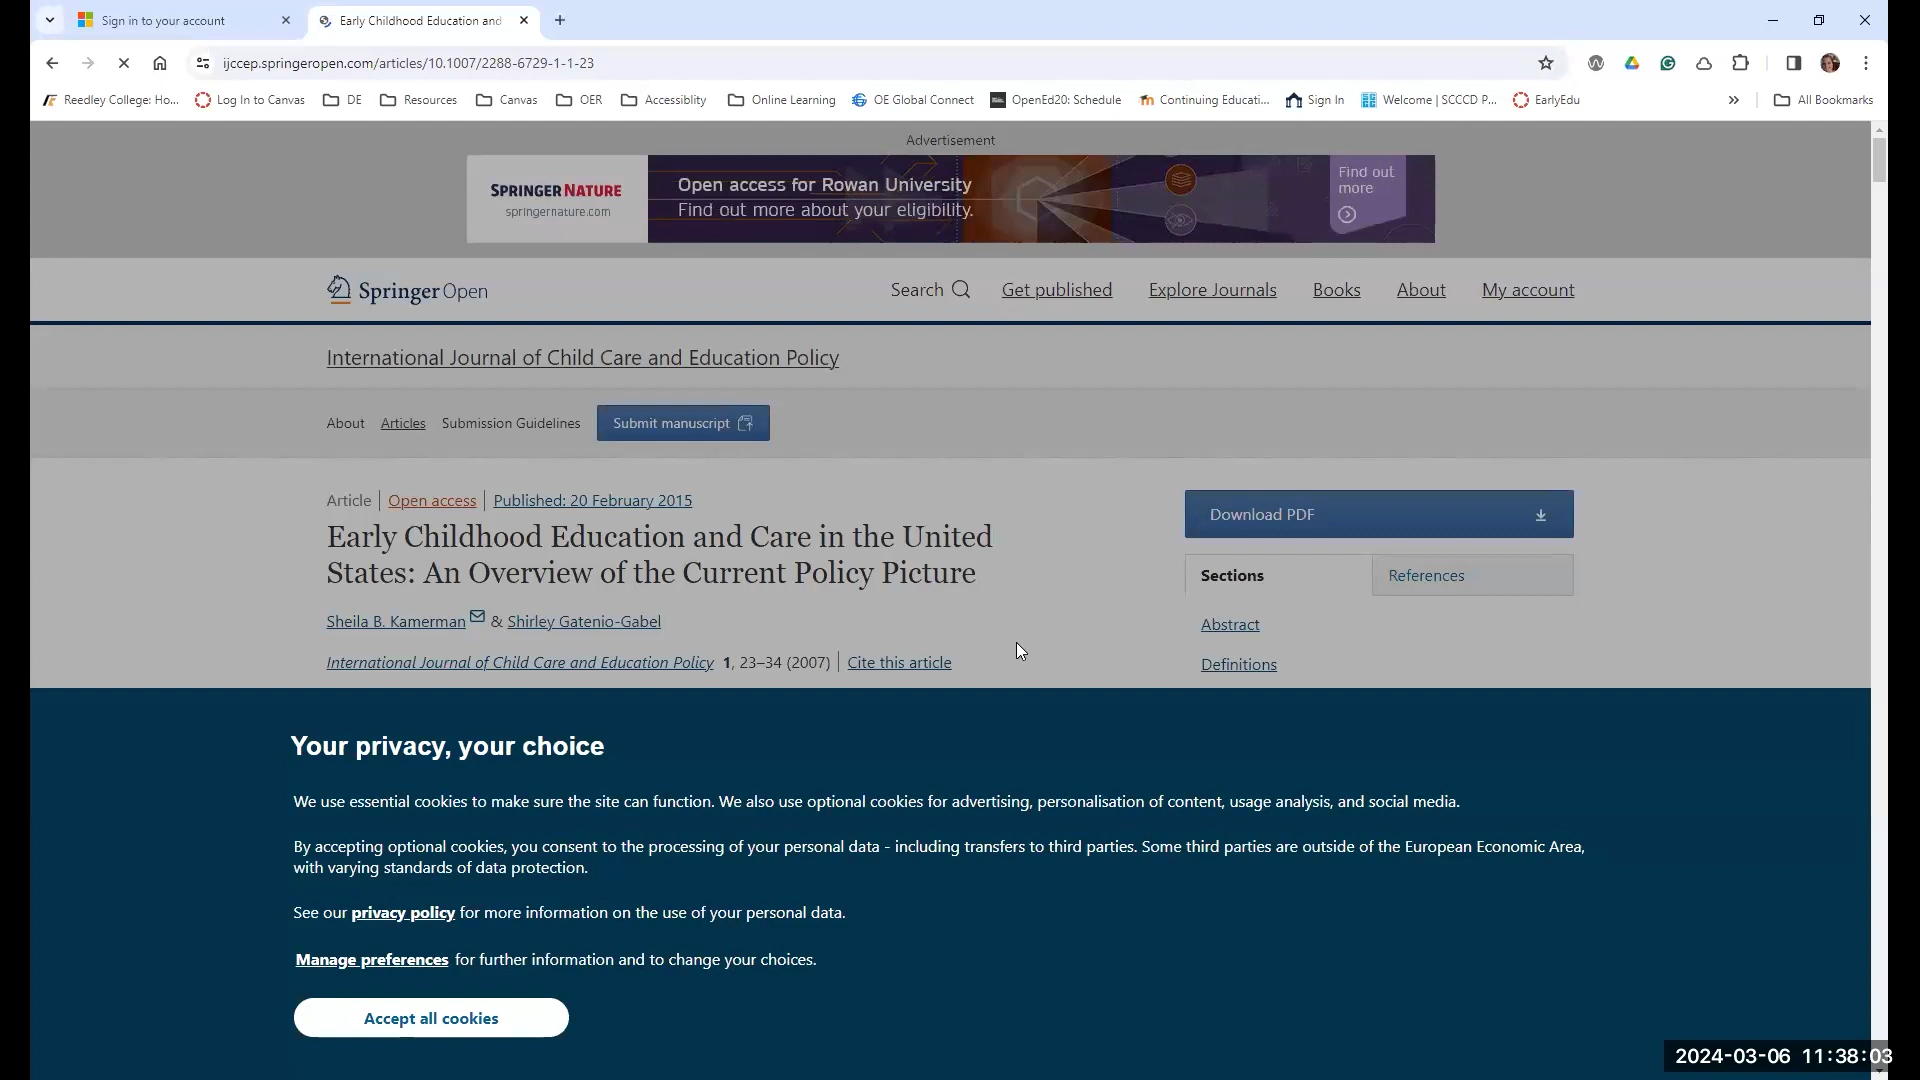 Sign in to your account
Early Childhood Education and
ijccep.springeropen.com/articles/10.1007/2288-6729-1-1-23
Reedley College: Ho...
Log In to Canvas
DE
Resources
Canvas
OER
Accessiblity
Online Learning
OE Global Connect
OpenEd20: Schedule
Continuing Educati...
Sign In
Welcome | SCCCD P...
EarlyEdu
»
All Bookmarks
Advertisement
SPRINGER NATURE
springernature.com
Open access for Rowan University
Find out more about your eligibility.
Find out
more
Springer Open
Search
Get published
Explore Journals
Books
About
My account
International Journal of Child Care and Education Policy
About
Articles
Submission Guidelines
Submit manuscript
Article
Open access
Published: 20 February 2015
Download PDF
Early Childhood Education and Care in the United
States: An Overview of the Current Policy Picture
Sections
References
Sheila B. Kamerman & Shirley Gatenio-Gabel
Abstract
International Journal of Child Care and Education Policy 1, 23–34 (2007)
Cite this article
Definitions
Your privacy, your choice
We use essential cookies to make sure the site can function. We also use optional cookies for advertising, personalisation of content, usage analysis, and social media.
By accepting optional cookies, you consent to the processing of your personal data - including transfers to third parties. Some third parties are outside of the European Economic Area,
with varying standards of data protection.
See our privacy policy for more information on the use of your personal data.
Manage preferences for further information and to change your choices.
Accept all cookies
2024-03-06 11:38:03